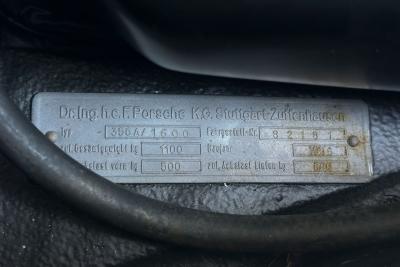 Dr. Ing. h. c. F. Porsche K.G. Stuttgart-Zuffenhausen
Typ 356A/1600 Fahrgestell-Nr.
zul. Gesamtgewicht kg 1100 Baujahr
zul. Achslast vorn kg 500 zul. Achslast hinten kg